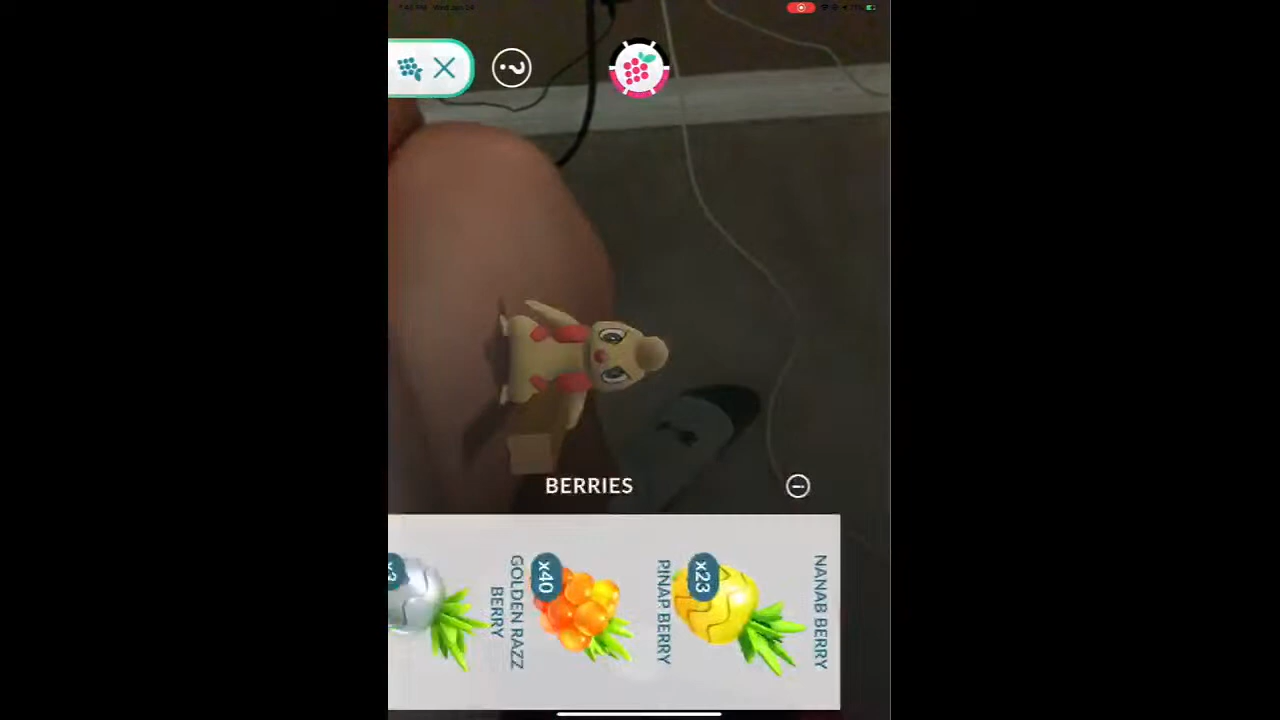 ?
BERRIES
NANAB BERRY
x23
PINAP BERRY
x40
GOLDEN RAZZ
BERRY